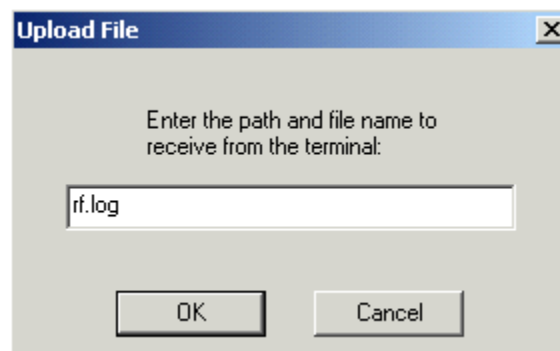 Upload File
Enter the path and file name to
receive from the terminal:
rf.log
OK
Cancel